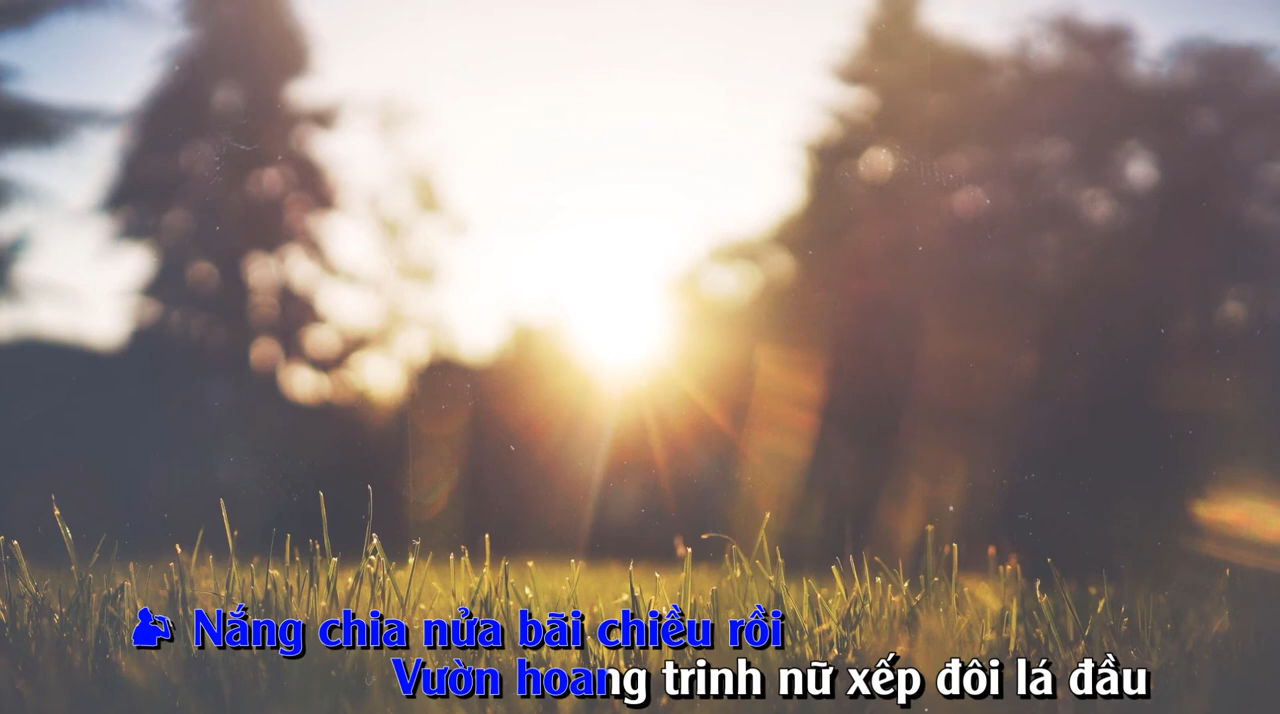 Nắng chia nửa bãi chiều rồi
Vườn hoang trinh nữ xếp đôi lá đầu